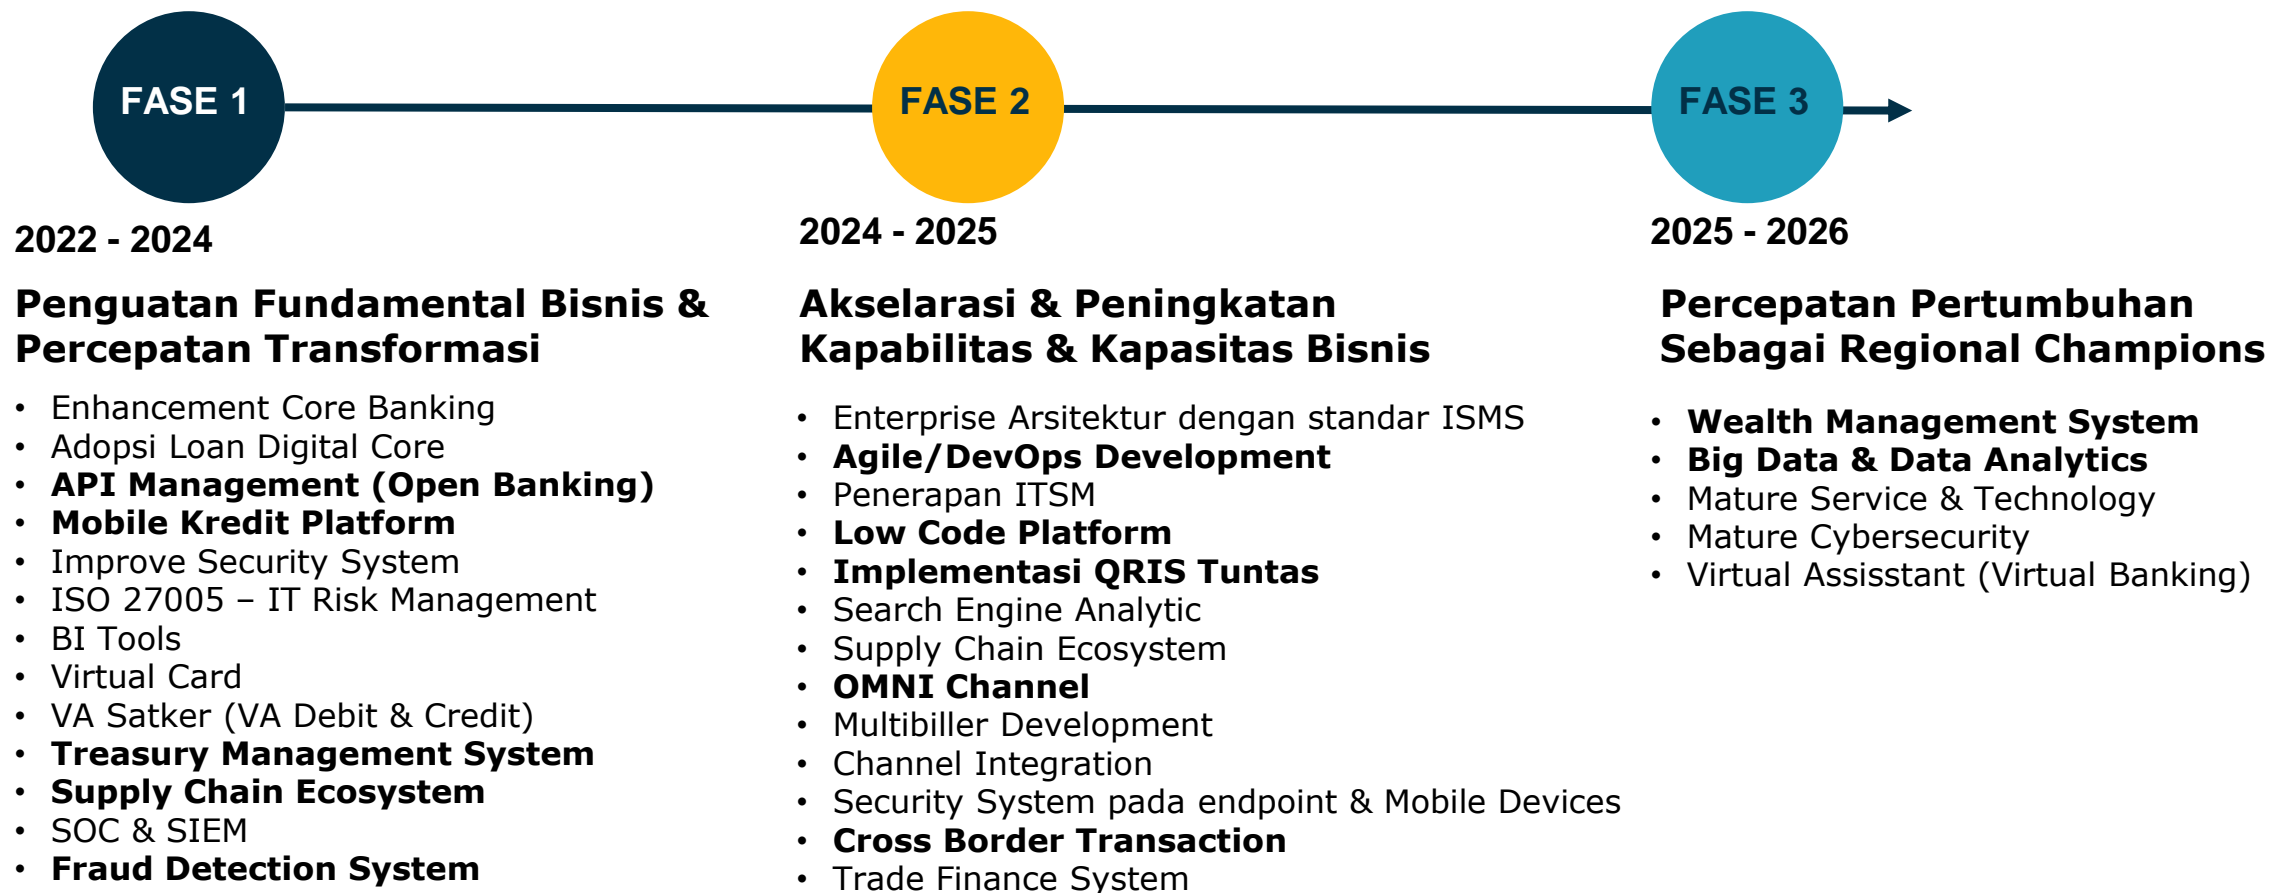 FASE 1
FASE 2
FASE 3
2022 - 2024
Penguatan Fundamental Bisnis &
Percepatan Transformasi
• Enhancement Core Banking
• Adopsi Loan Digital Core
• API Management (Open Banking)
• Mobile Kredit Platform
• Improve Security System
• ISO 27005 – IT Risk Management
• BI Tools
• Virtual Card
• VA Satker (VA Debit & Credit)
• Treasury Management System
• Supply Chain Ecosystem
• SOC & SIEM
• Fraud Detection System
2024 - 2025
Akselarasi & Peningkatan
Kapabilitas & Kapasitas Bisnis
• Enterprise Arsitektur dengan standar ISMS
• Agile/DevOps Development
• Penerapan ITSM
• Low Code Platform
• Implementasi QRIS Tuntas
• Search Engine Analytic
• Supply Chain Ecosystem
• OMNI Channel
• Multibiller Development
• Channel Integration
• Security System pada endpoint & Mobile Devices
• Cross Border Transaction
• Trade Finance System
2025 - 2026
Percepatan Pertumbuhan
Sebagai Regional Champions
• Wealth Management System
• Big Data & Data Analytics
• Mature Service & Technology
• Mature Cybersecurity
• Virtual Assisstant (Virtual Banking)